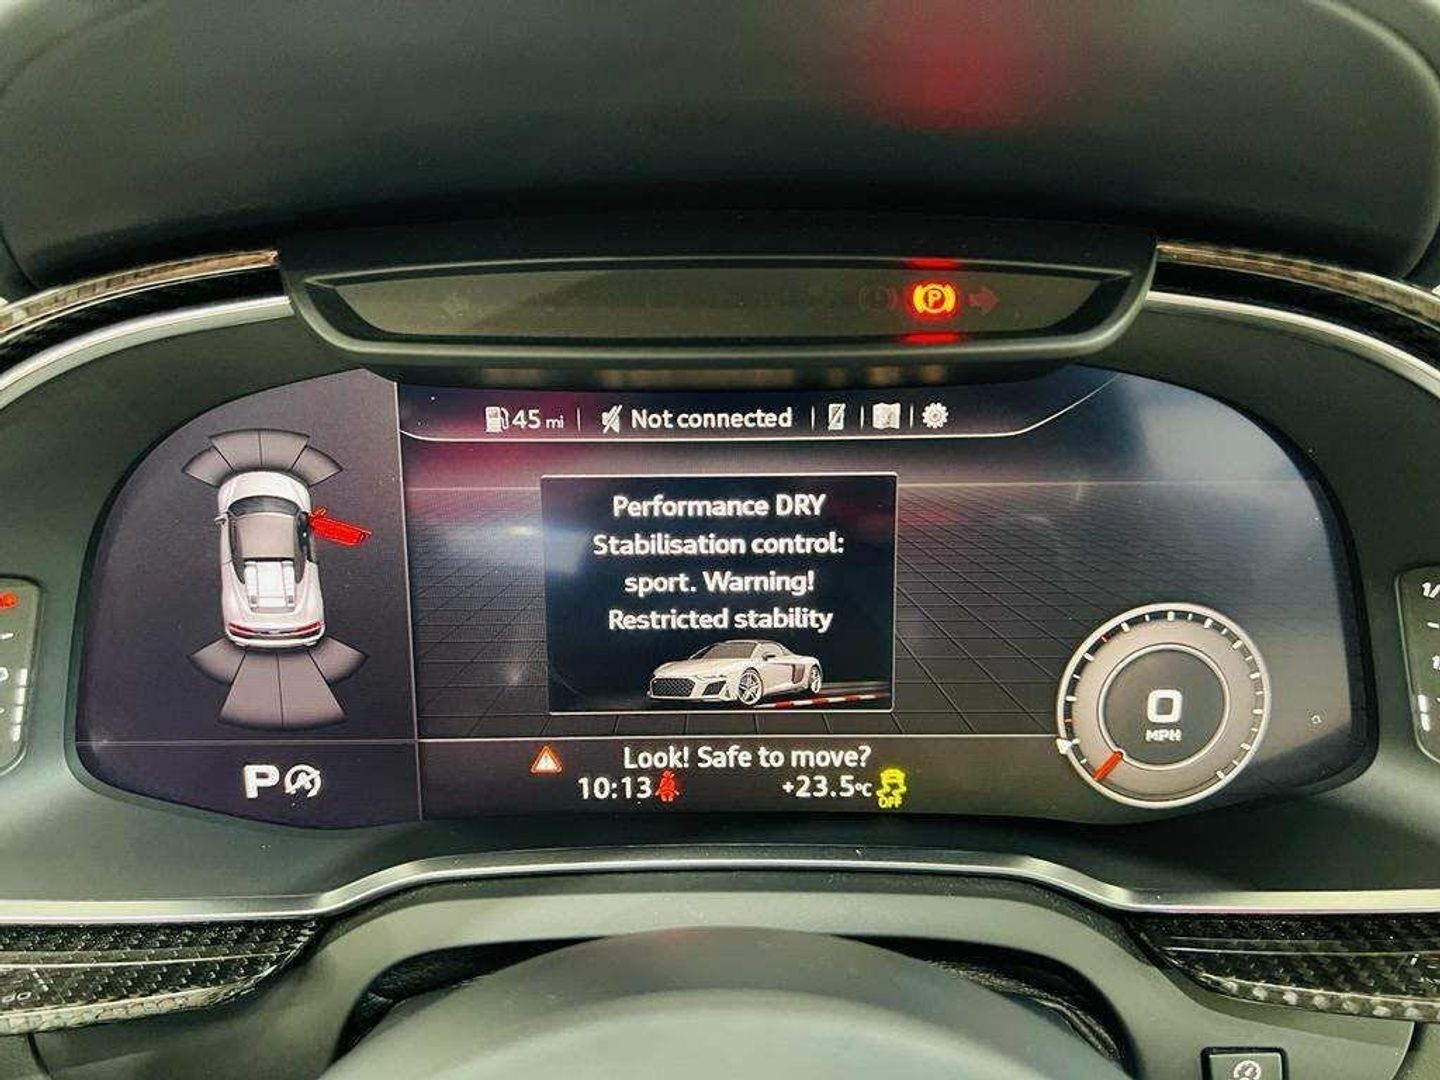 P
45 mi
Not connected
Performance DRY
Stabilisation control:
sport. Warning!
Restricted stability
0
MPH
Look! Safe to move?
P
10:13
+23.5°C
OFF